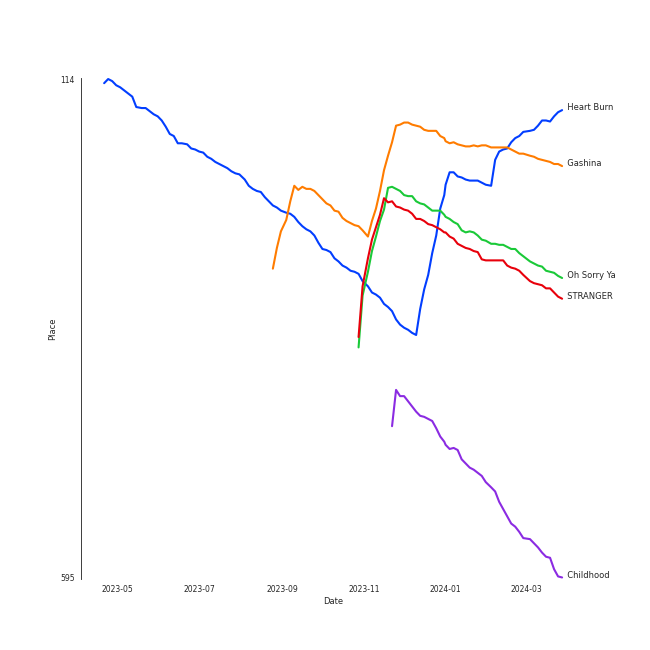 114
Heart Burn
Gashina
Oh Sorry Ya
STRANGER
Place
Childhood
595
2023-05 2023-07 2023-09 2023-11 2024-01 2024-03
Date